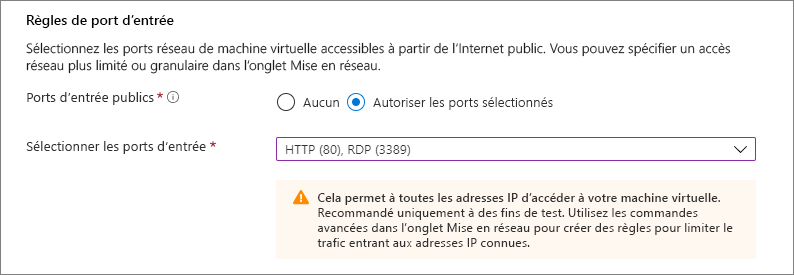 Règles de port d'entrée
Sélectionnez les ports réseau de machine virtuelle accessibles à partir de l'Internet public. Vous pouvez spécifier un accès
réseau plus limité ou granulaire dans l'onglet Mise en réseau.
Ports d'entrée publics * Aucun Autoriser les ports sélectionnés
Sélectionner les ports d'entrée * HTTP (80), RDP (3389)
Cela permet à toutes les adresses IP d'accéder à votre machine virtuelle.
Recommandé uniquement à des fins de test. Utilisez les commandes
avancées dans l'onglet Mise en réseau pour créer des règles pour limiter le
trafic entrant aux adresses IP connues.